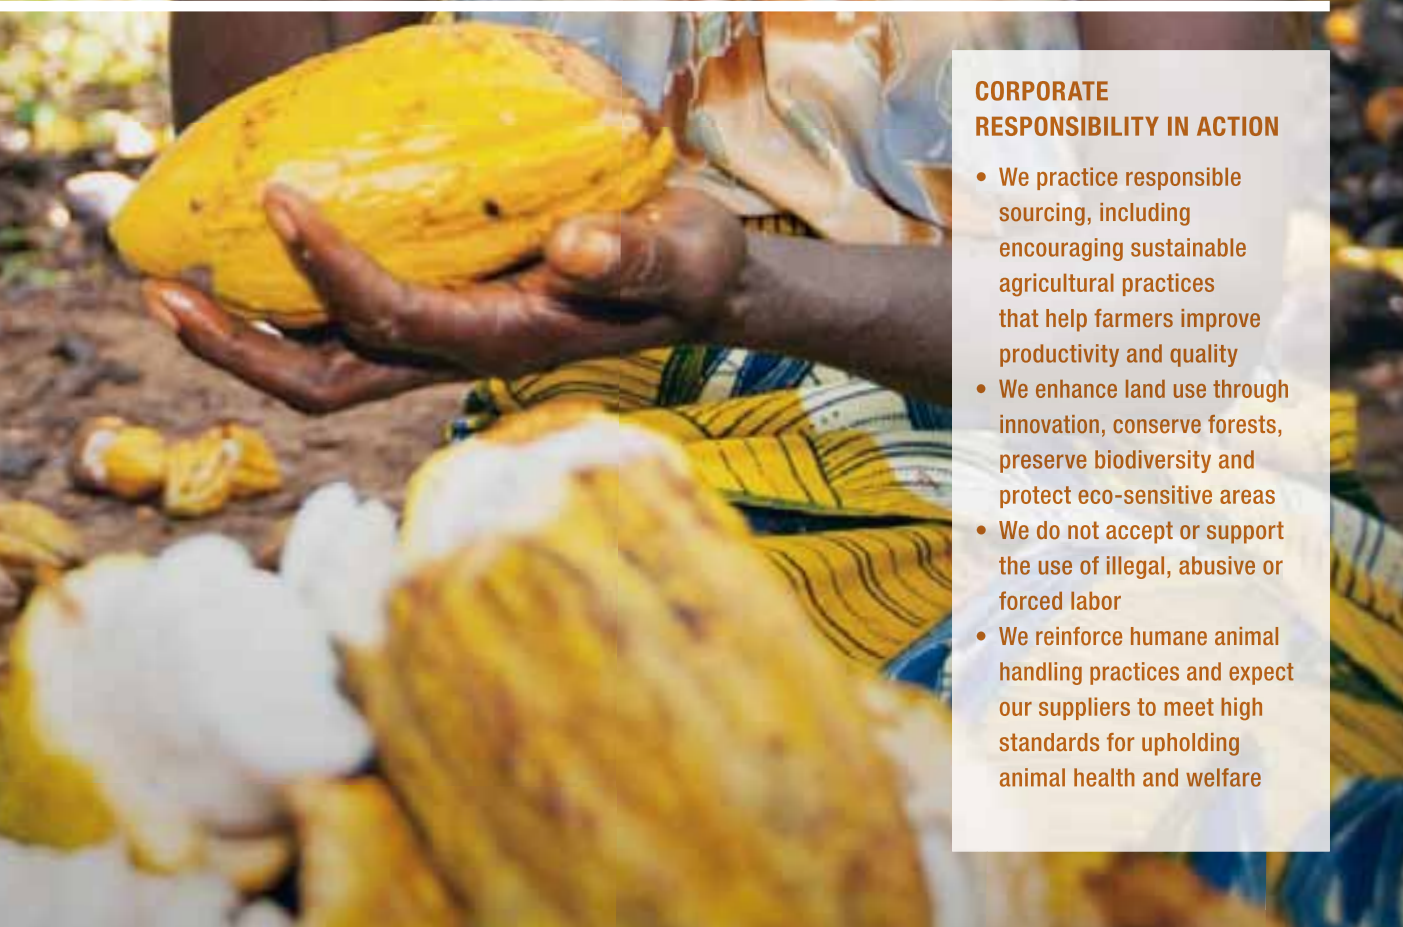 CORPORATE
RESPONSIBILITY IN ACTION
• We practice responsible
sourcing, including
encouraging sustainable
agricultural practices
that help farmers improve
productivity and quality
• We enhance land use through
innovation, conserve forests,
preserve biodiversity and
protect eco-sensitive areas
• We do not accept or support
the use of illegal, abusive or
forced labor
• We reinforce humane animal
handling practices and expect
our suppliers to meet high
standards for upholding
animal health and welfare